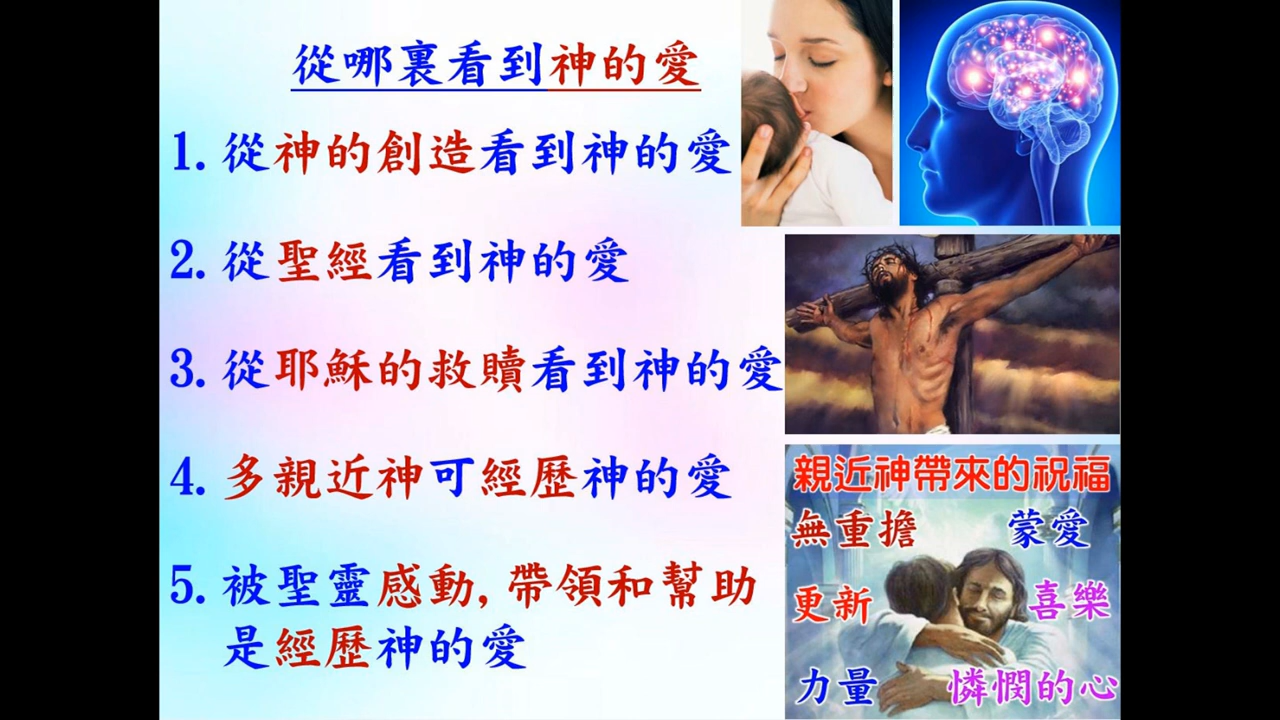 從哪裏看到神的愛
1. 從神的創造看到神的愛
2. 從聖經看到神的愛
3. 從耶穌的救贖看到神的愛
4. 多親近神可經歷神的愛
5. 被聖靈感動, 帶領和幫助
是經歷神的愛
親近神帶來的祝福
無重擔 蒙愛
更新 喜樂
力量 憐憫的心